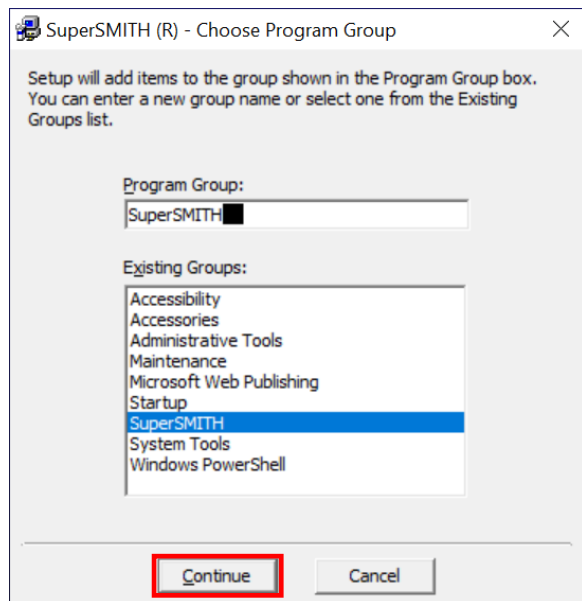 SuperSMITH (R) - Choose Program Group
Setup will add items to the group shown in the Program Group box.
You can enter a new group name or select one from the Existing
Groups list.
Program Group:
SuperSMITH
Existing Groups:
Accessibility
Accessories
Administrative Tools
Maintenance
Microsoft Web Publishing
Startup
SuperSMITH
System Tools
Windows PowerShell
Continue
Cancel